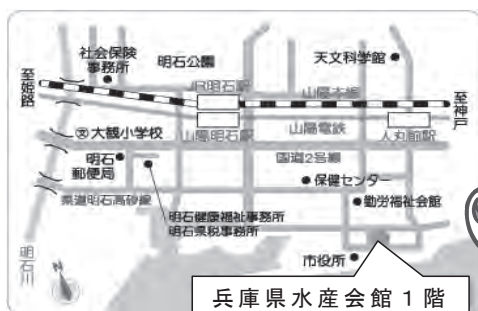 社会保険
事務所
明石公園
天文科学館
至姫路
JR明石駅
山陽本線
至神戸
山陽明石駅
山陽電鉄
人丸前駅
文大観小学校
国道2号線
明石
郵便局
保健センター
県道明石高砂線
勤労福祉会館
明石健康福祉事務所
明石県税事務所
明石川
N
市役所
兵庫県水産会館1階